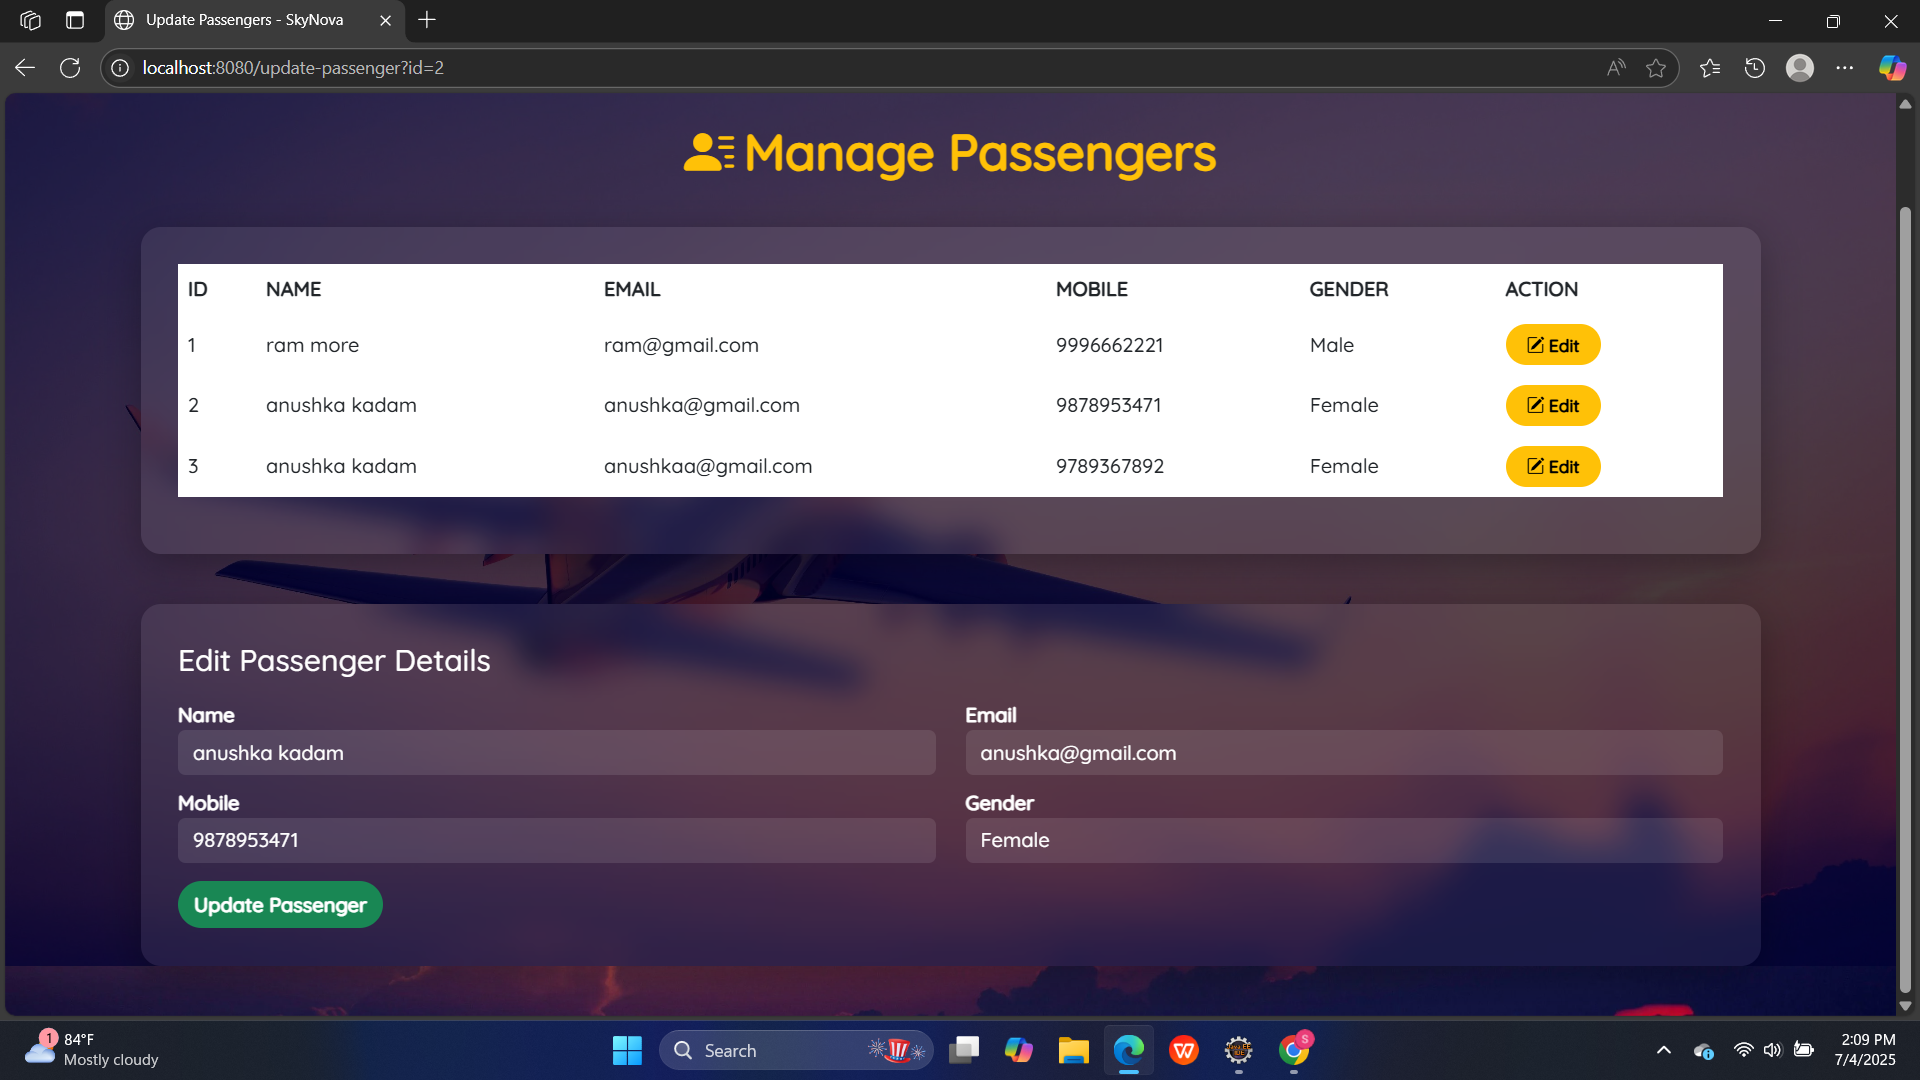 Update Passengers - SkyNova
localhost:8080/update-passenger?id=2
Manage Passengers
ID NAME EMAIL MOBILE GENDER ACTION
1 ram more ram@gmail.com 9996662221 Male Edit
2 anushka kadam anushka@gmail.com 9878953471 Female Edit
3 anushka kadam anushkaa@gmail.com 9789367892 Female Edit
Edit Passenger Details
Name Email
anushka kadam anushka@gmail.com
Mobile Gender
9878953471 Female
Update Passenger
1 84°F
Mostly cloudy
Search
S
2:09 PM
7/4/2025